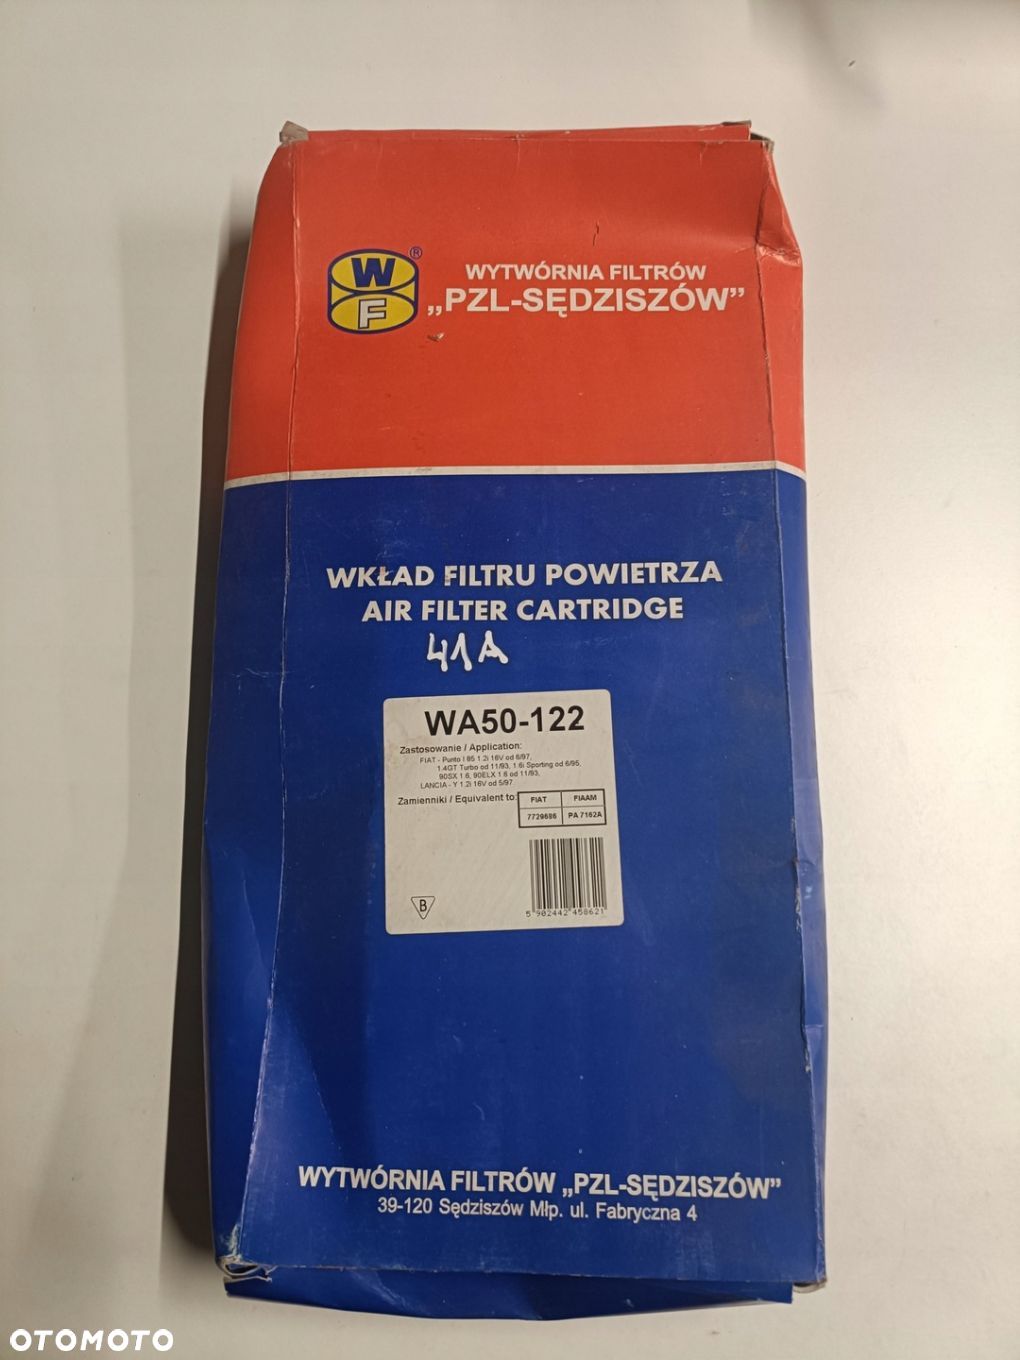 W
F
®
WYTWÓRNIA FILTRÓW
„PZL-SĘDZISZÓW”
WKŁAD FILTRU POWIETRZA
AIR FILTER CARTRIDGE
41A
WA50-122
Zastosowanie / Application:
FIAT - Punto I 85 1.2i 16V od 6/97,
1.4GT Turbo od 11/93, 1.6i Sporting od 6/95,
90SX 1.6, 90ELX 1.6 od 11/93,
LANCIA - Y 1.2i 16V od 5/97
Zamienniki / Equivalent to:
FIAT FIAAM
7729686 PA 7162A
B
5 902442 458621
WYTWÓRNIA FILTRÓW „PZL-SĘDZISZÓW”
39-120 Sędziszów Młp. ul. Fabryczna 4
OTOMOTO